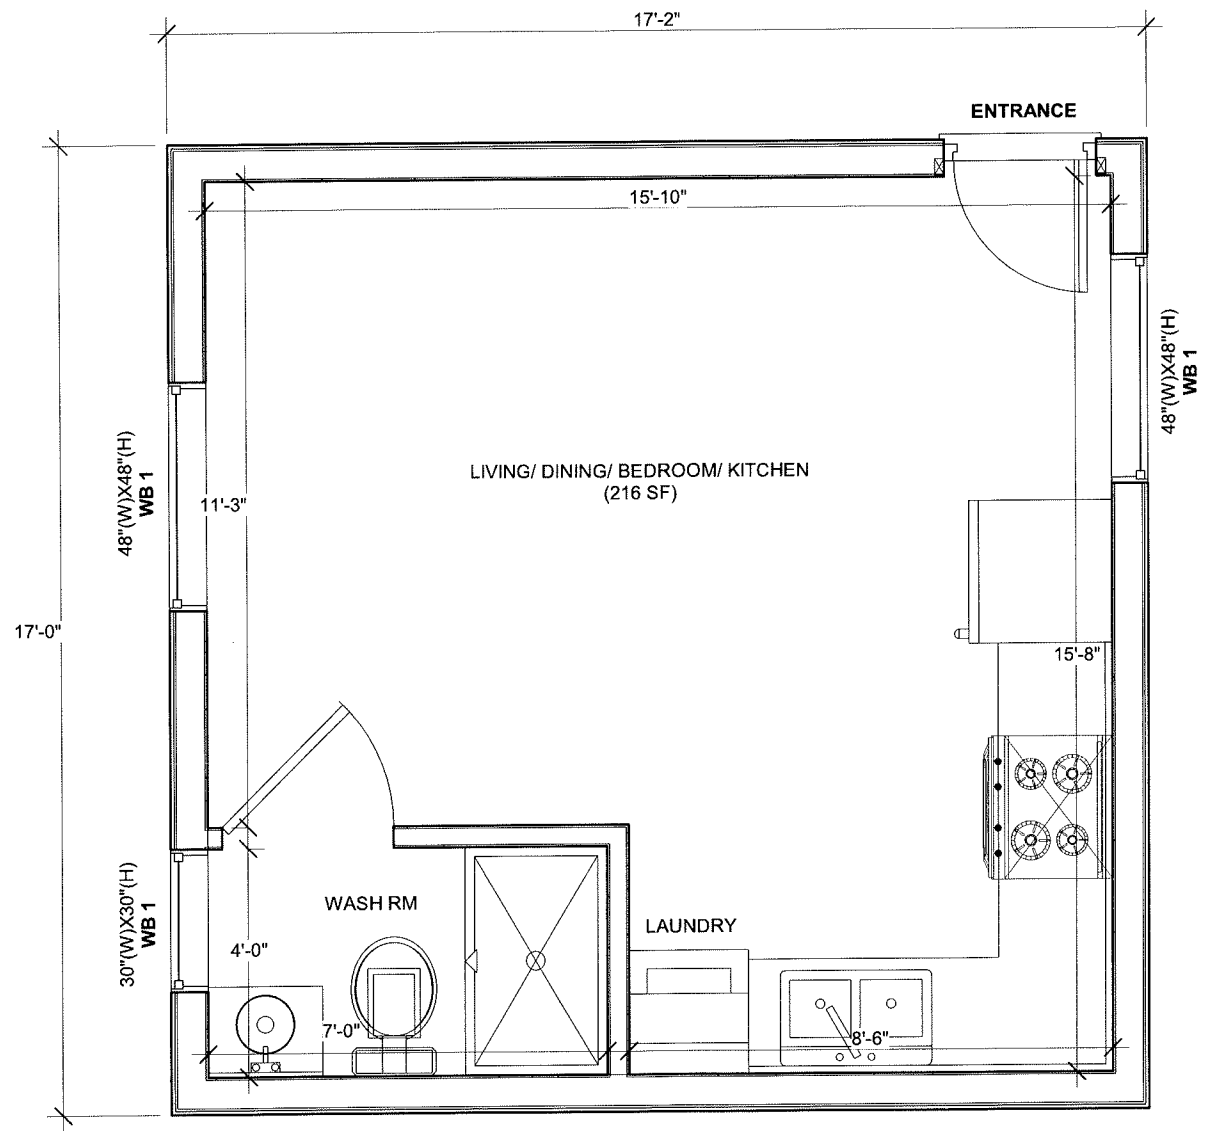 17'-2"
ENTRANCE
15'-10"
48"(W)X48"(H)
WB 1
LIVING/ DINING/ BEDROOM/ KITCHEN
(216 SF)
48"(W)X48"(H)
WB 1
11'-3"
17'-0"
15'-8"
WASH RM
30"(W)X30"(H)
WB 1
LAUNDRY
4'-0"
7'-0"
8'-6"